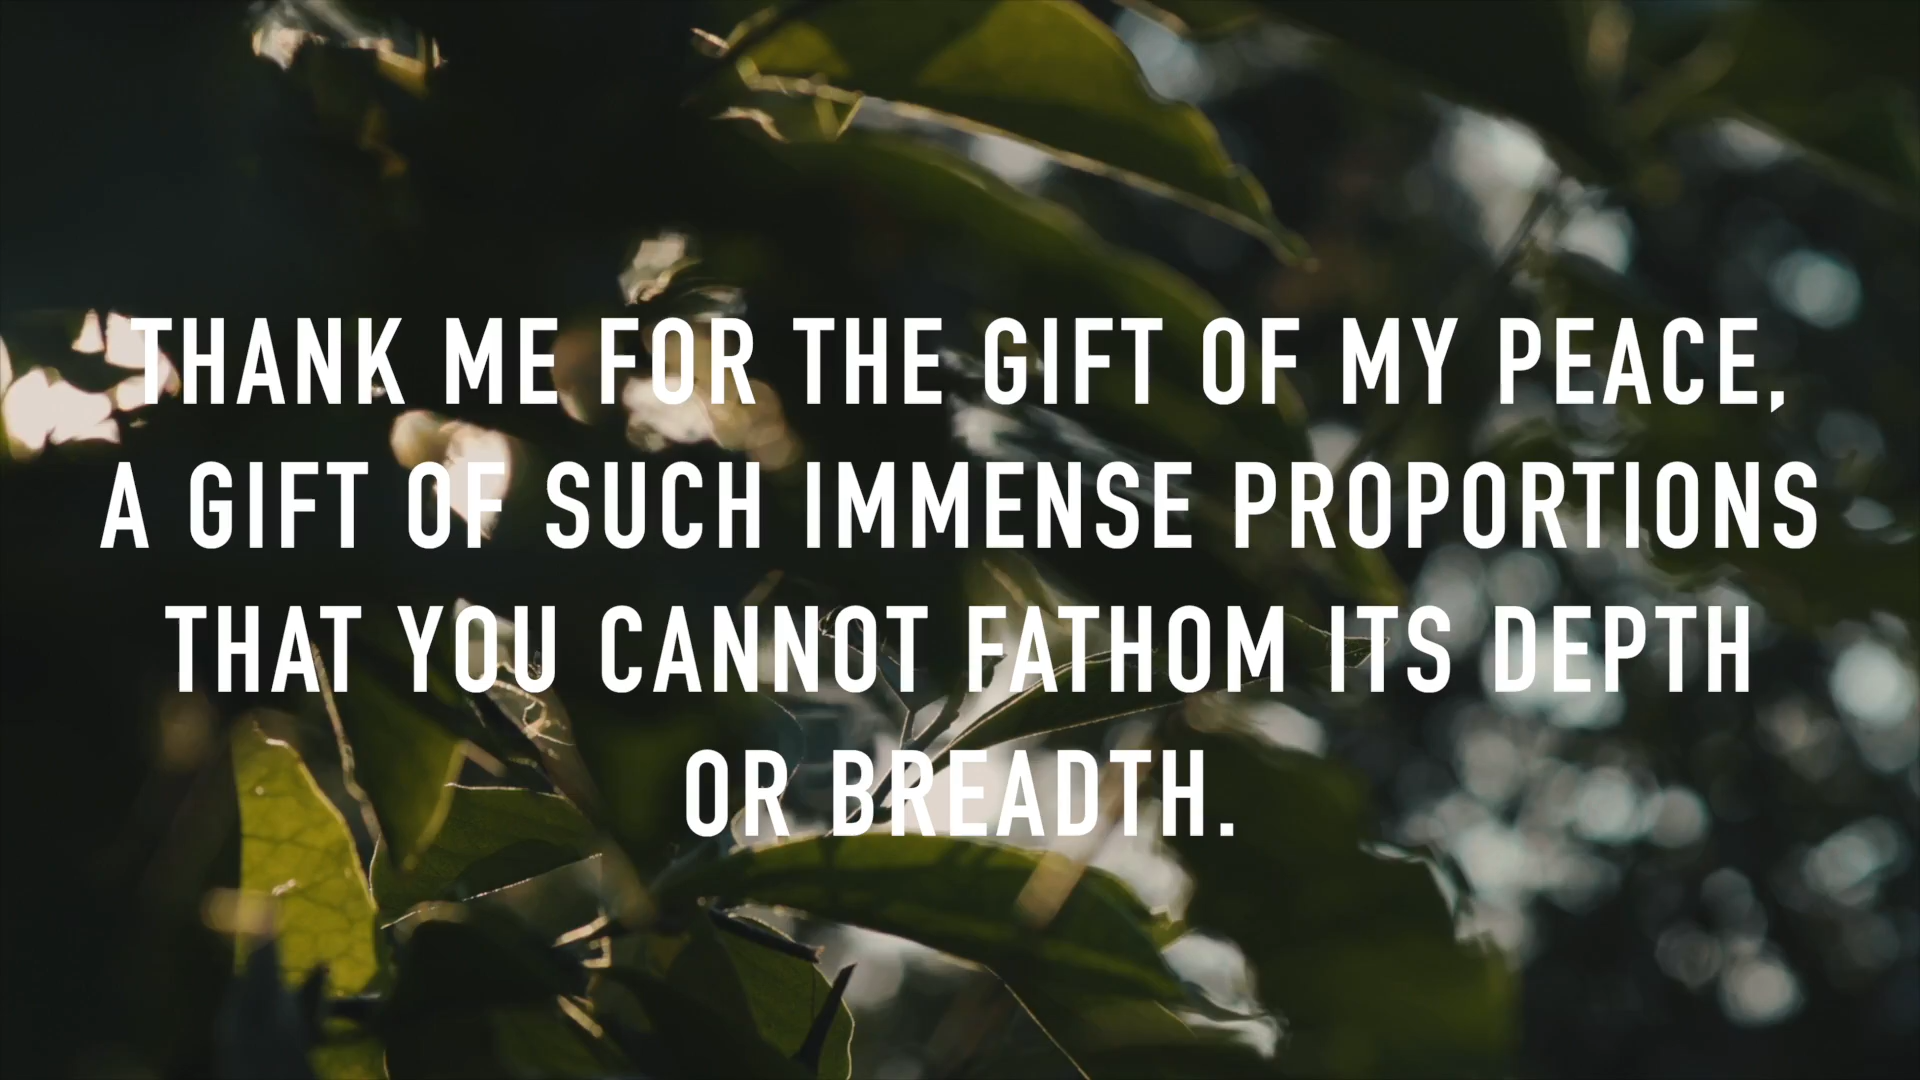 THANK ME FOR THE GIFT OF MY PEACE,
A GIFT OF SUCH IMMENSE PROPORTIONS
THAT YOU CANNOT FATHOM ITS DEPTH
OR BREADTH.